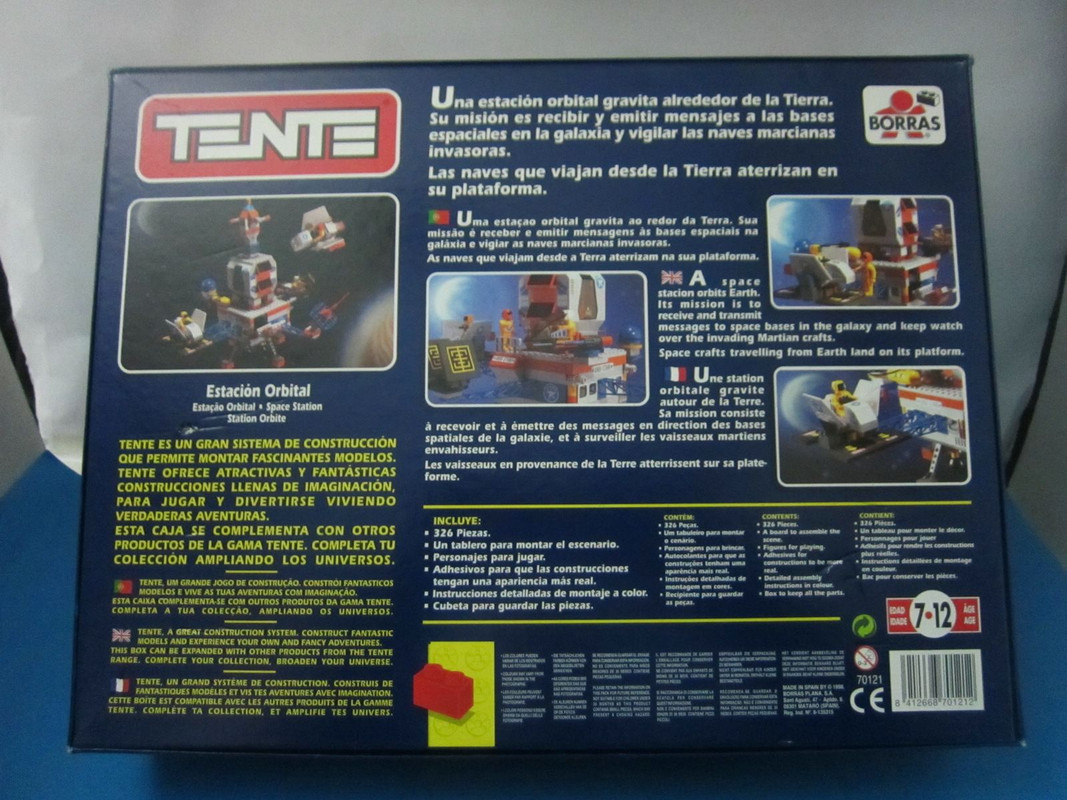 TENTE
Estación Orbital
Estação Orbital • Space Station
Station Orbite
TENTE ES UN GRAN SISTEMA DE CONSTRUCCIÓN
QUE PERMITE MONTAR FASCINANTES MODELOS.
TENTE OFRECE ATRACTIVAS Y FANTÁSTICAS
CONSTRUCCIONES LLENAS DE IMAGINACIÓN,
PARA JUGAR Y DIVERTIRSE VIVIENDO
VERDADERAS AVENTURAS.
ESTA CAJA SE COMPLEMENTA CON OTROS
PRODUCTOS DE LA GAMA TENTE. COMPLETA TU
COLECCIÓN AMPLIANDO LOS UNIVERSOS.
TENTE, UM GRANDE JOGO DE CONSTRUÇÃO. CONSTRÓI FANTASTICOS
MODELOS E VIVE AS TUAS AVENTURAS COM IMAGINAÇÃO.
ESTA CAIXA COMPLEMENTA-SE COM OUTROS PRODUTOS DA GAMA TENTE.
COMPLETA A TUA COLECÇÃO, AMPLIANDO OS UNIVERSOS.
TENTE, A GREAT CONSTRUCTION SYSTEM. CONSTRUCT FANTASTIC
MODELS AND EXPERIENCE YOUR OWN AND FANCY ADVENTURES.
THIS BOX CAN BE EXPANDED WITH OTHER PRODUCTS FROM THE TENTE
RANGE. COMPLETE YOUR COLLECTION, BROADEN YOUR UNIVERSE.
TENTE, UN GRAND SYSTÈME DE CONSTRUCTION. CONSTRUIS DE
FANTASTIQUES MODÈLES ET VIS TES AVENTURES AVEC IMAGINATION.
CETTE BOÎTE EST COMPATIBLE AVEC LES AUTRES PRODUITS DE LA GAMME
TENTE. COMPLÈTE TA COLLECTION, ET AMPLIFIE TES UNIVERS.
Una estación orbital gravita alrededor de la Tierra.
Su misión es recibir y emitir mensajes a las bases
espaciales en la galaxia y vigilar las naves marcianas
invasoras.
Las naves que viajan desde la Tierra aterrizan en
su plataforma.
BORRAS
Uma estaçao orbital gravita ao redor da Terra. Sua
missão é receber e emitir mensagens às bases espaciais na
galáxia e vigiar as naves marcianas invasoras.
As naves que viajam desde a Terra aterrizam na sua plataforma.
A space
stacion orbits Earth.
Its mission is to
receive and transmit
messages to space bases in the galaxy and keep watch
over the invading Martian crafts.
Space crafts travelling from Earth land on its platform.
Une station
orbitale gravite
autour de la Terre.
Sa mission consiste
à recevoir et à émettre des messages en direction des bases
spatiales de la galaxie, et à surveiller les vaisseaux martiens
envahisseurs.
Les vaisseaux en provenance de la Terre atterrissent sur sa plate-
forme.
INCLUYE:
• 326 Piezas.
• Un tablero para montar el escenario.
• Personajes para jugar.
• Adhesivos para que las construcciones
tengan una apariencia más real.
• Instrucciones detalladas de montaje a color.
• Cubeta para guardar las piezas.
CONTÉM:
• 326 Peças.
• Um tabuleiro para montar
o cenário.
• Personagens para brincar.
• Autocolantes para que as
construções tenham uma
aparência mais real.
• Instruções detalhadas de
montagem em cores.
• Recipiente para guardar
as peças.
CONTENTS:
• 326 Pieces.
• A board to assemble the
scene.
• Figures for playing.
• Adhesives for
constructions to be more
real.
• Detailed assembly
instructions in colour.
• Box to keep all the parts.
CONTIENT:
• 326 Pièces.
• Un tableau pour monter le décor.
• Personnages pour jouer
• Adhesifs pour rendre les constructions
plus réelles.
• Instructions détaillées de montage
en couleur.
• Bac pour conserver les pièces.
EDAD
IDADE
7-12
ÂGE
AGE
0-3
70121
CE
MADE IN SPAIN BY © 1998
BORRAS PLANA, S.A.
08301 MATARÓ (SPAIN)
8 412668 701212